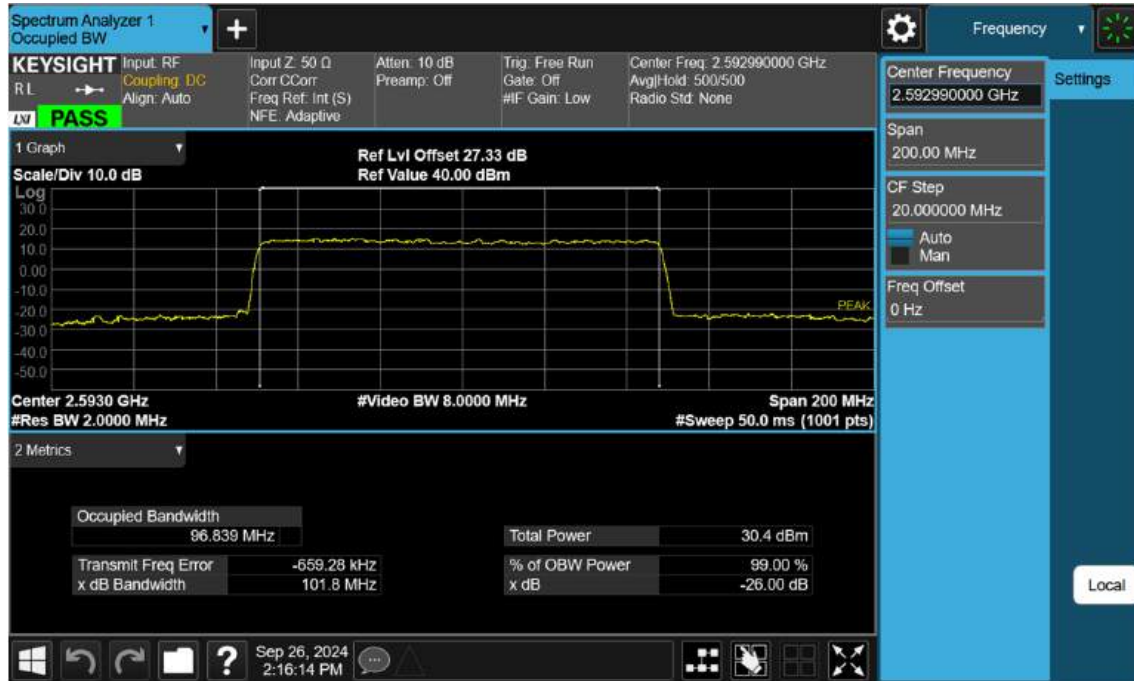 Spectrum Analyzer 1
Occupied BW
+
Frequency
KEYSIGHT
R L
LXI PASS
Input: RF
Coupling: DC
Align: Auto
Input Z: 50 Ω
Corr CCorr
Freq Ref: Int (S)
NFE: Adaptive
Atten: 10 dB
Preamp: Off
Trig: Free Run
Gate: Off
#IF Gain: Low
Center Freq: 2.592990000 GHz
Avg|Hold: 500/500
Radio Std: None
Center Frequency
2.592990000 GHz
Settings
Span
200.00 MHz
CF Step
20.000000 MHz
Auto
Man
Freq Offset
0 Hz
Local
1 Graph
Scale/Div 10.0 dB
Ref Lvl Offset 27.33 dB
Ref Value 40.00 dBm
Log
30.0
20.0
10.0
0.00
-10.0
-20.0
-30.0
-40.0
-50.0
PEAK
Center 2.5930 GHz
#Video BW 8.0000 MHz
Span 200 MHz
#Res BW 2.0000 MHz
#Sweep 50.0 ms (1001 pts)
2 Metrics
Occupied Bandwidth
96.839 MHz
Total Power 30.4 dBm
Transmit Freq Error -659.28 kHz
% of OBW Power 99.00 %
x dB Bandwidth 101.8 MHz
x dB -26.00 dB
?
Sep 26, 2024
2:16:14 PM